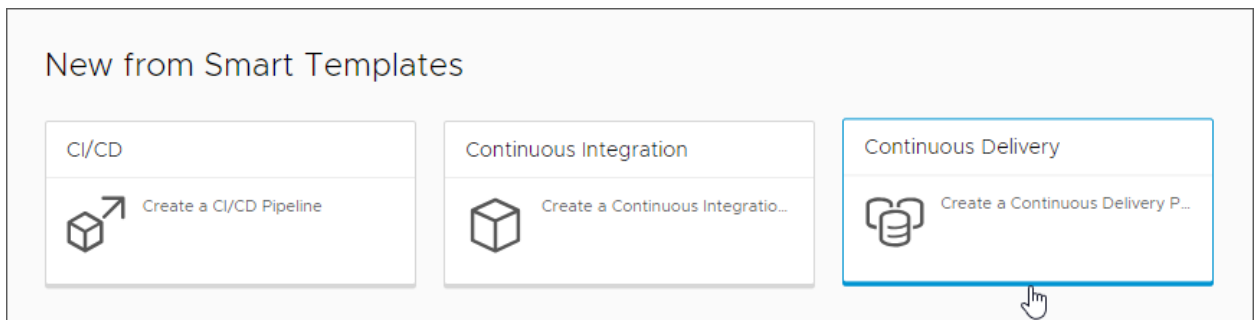 New from Smart Templates
CI/CD
Create a CI/CD Pipeline
Continuous Integration
Create a Continuous Integratio...
Continuous Delivery
Create a Continuous Delivery P...